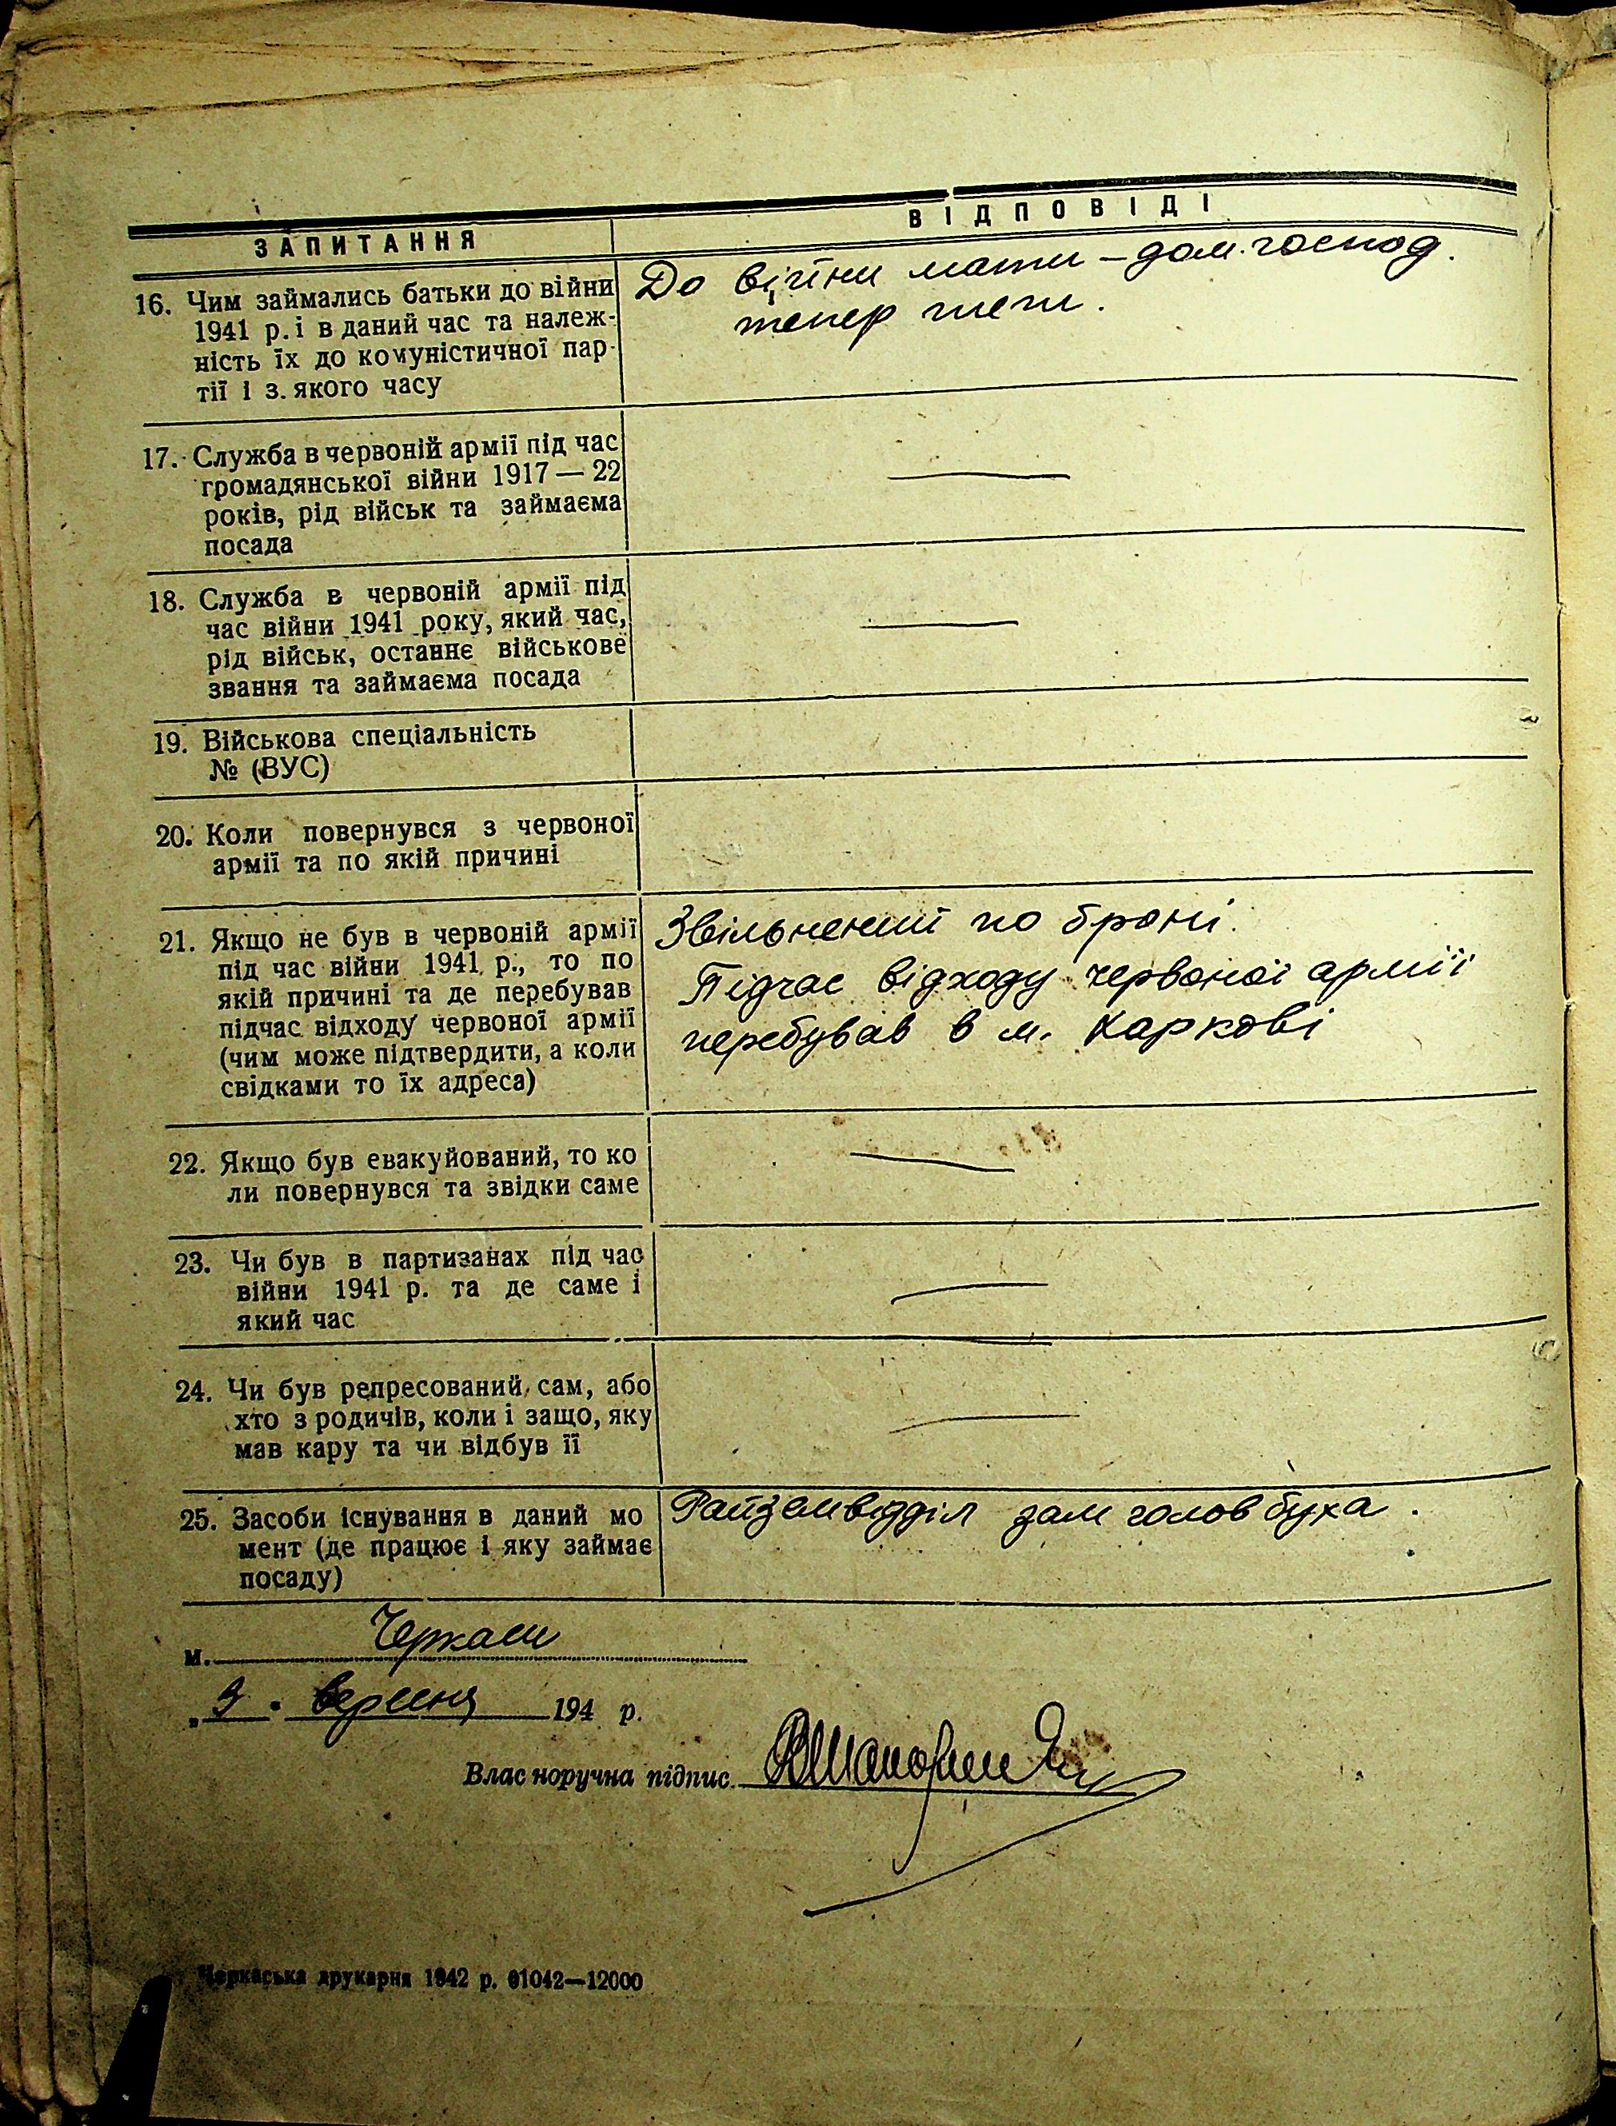 ЗАПИТАННЯ
ВІДПОВІДІ
16. Чим займались батьки до війни
1941 р. і в даний час та належ-
ність їх до комуністичної пар-
тії і з. якого часу
До війни мати – дом. господ.
тепер теж.
17. Служба в червоній армії під час
громадянської війни 1917 — 22
років, рід військ та займаєма
посада
18. Служба в червоній армії під
час війни 1941 року, який час,
рід військ, останнє військове
звання та займаєма посада
19. Військова спеціальність
№ (ВУС)
20. Коли повернувся з червоної
армії та по якій причині
21. Якщо не був в червоній армії
під час війни 1941 р., то по
якій причині та де перебував
підчас відходу червоної армії
(чим може підтвердити, а коли
свідками то їх адреса)
Звільнений по броні.
Підчас відходу червоної армії
перебував в м. Харкові
22. Якщо був евакуйований, то ко
ли повернувся та звідки саме
23. Чи був в партизанах під час
війни 1941 р. та де саме і
який час
24. Чи був репресований сам, або
хто з родичів, коли і защо, яку
мав кару та чи відбув її
25. Засоби існування в даний мо
мент (де працює і яку займає
посаду)
Райземвідділ зам голов буха.
м. Черкаси
„9“ вересня 194 р.
Власноручна підпис
Черкаська друкарня 1942 р. 01042—12000